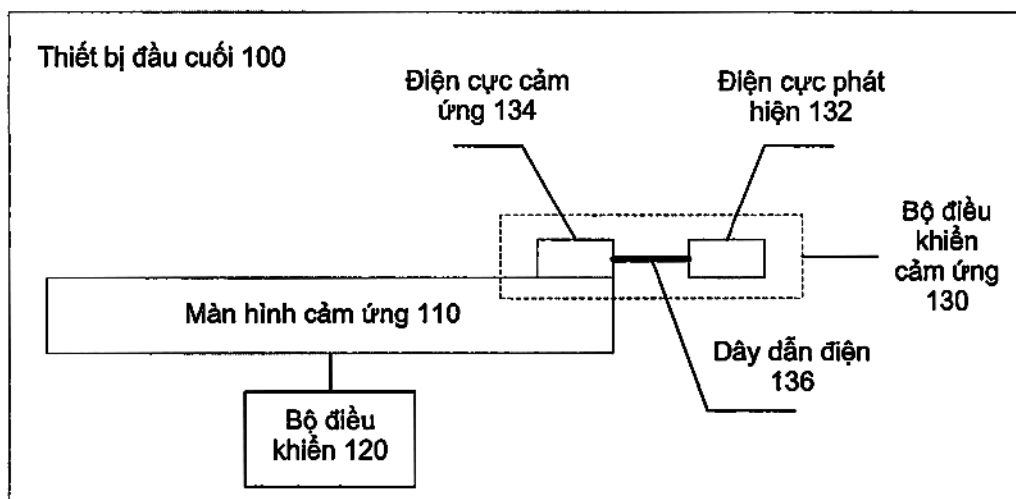 Thiết bị đầu cuối 100
Điện cực cảm
ứng 134
Điện cực phát
hiện 132
Bộ điều
khiển
cảm ứng
130
Màn hình cảm ứng 110
Dây dẫn điện
136
Bộ điều
khiển 120